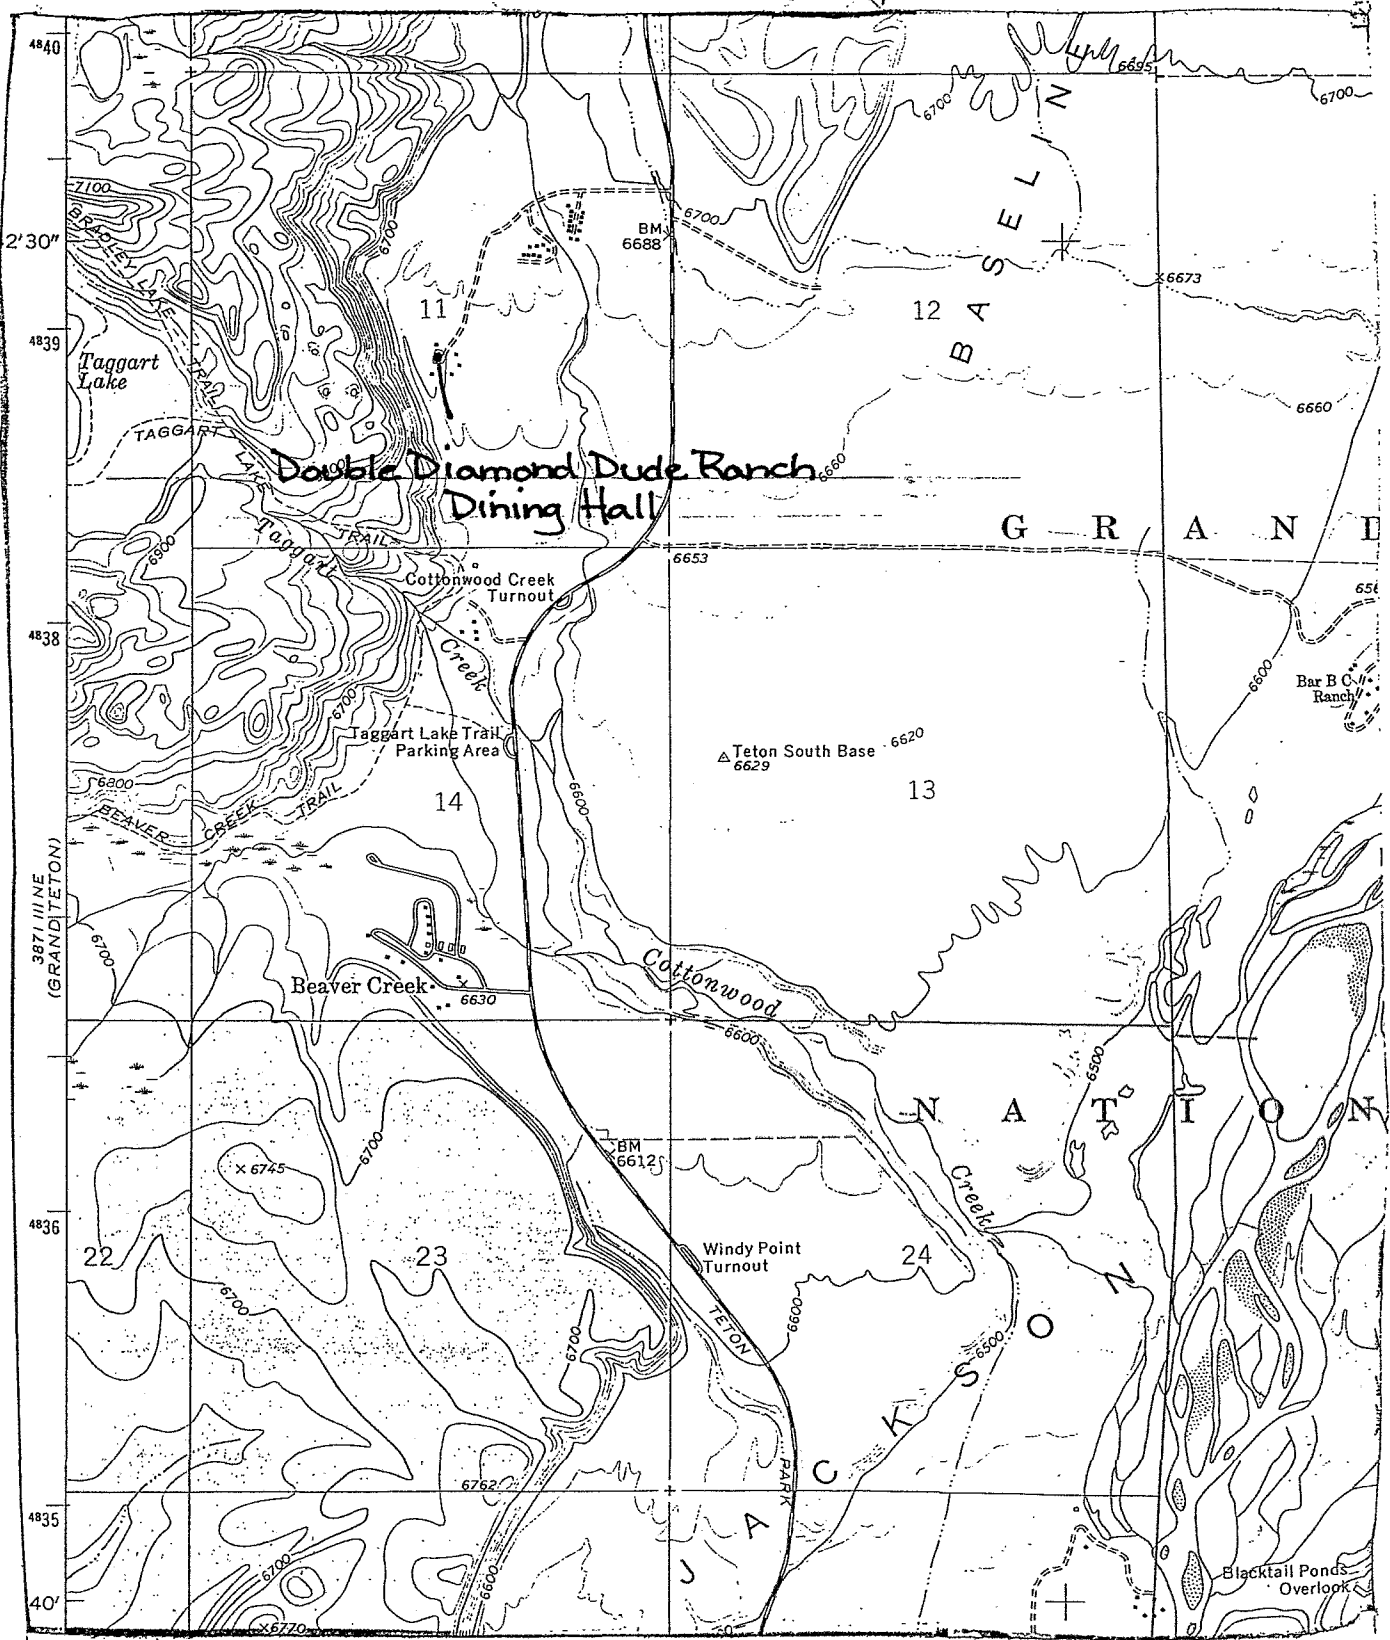 4840
6695
6700
6700
BASELIN
7100
BRADLEY LAKE TRAIL
2'30"
6700
BM
6688
6700
6673
11
12
4839
Taggart
Lake
6660
TAGGART LAKE TRAIL
6660
Double Diamond Dude Ranch
Dining Hall
GRAND
6900
Taggart Creek
6653
Cottonwood Creek
Turnout
4838
6600
Bar B C
Ranch
6700
Taggart Lake Trail
Parking Area
Teton South Base
6629
6620
6800
BEAVER CREEK TRAIL
14
13
6600
3871 III NE
(GRAND TETON)
6700
Cottonwood Creek
Beaver Creek
6630
6600
6500
NATION
6700
BM
6612
6745
4836
22
23
24
Windy Point
Turnout
6700
6600
TETON PARK
6700
6500
JACKSON
6762
4835
6700
6600
Blacktail Ponds
Overlook
40'
6770